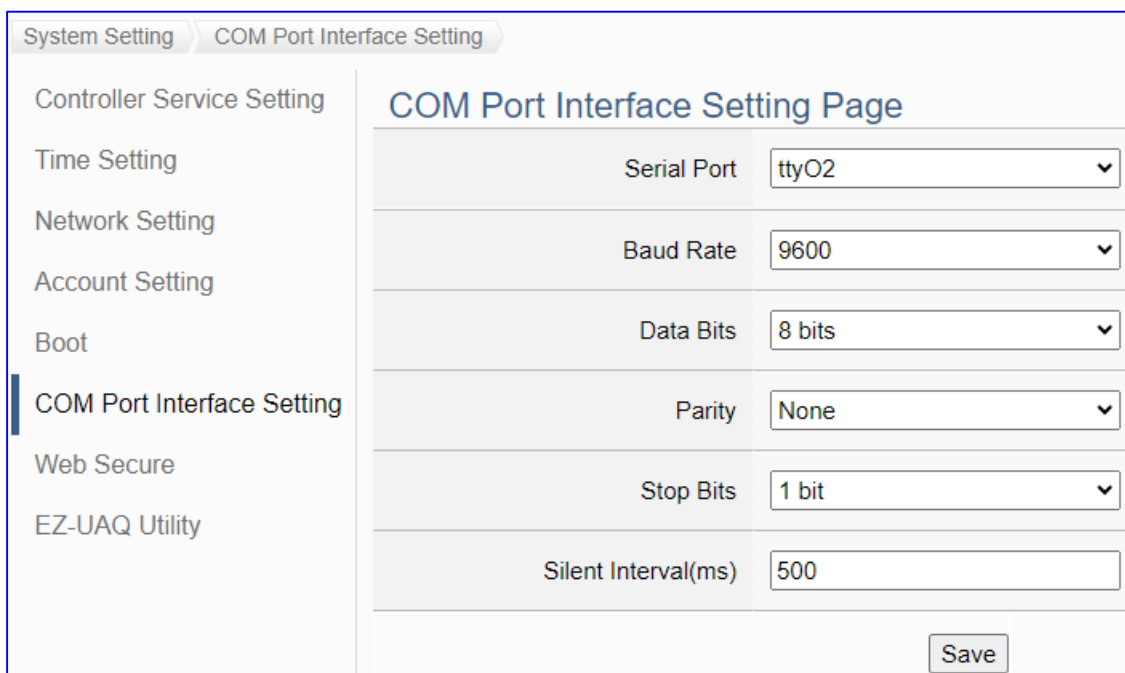 System Setting COM Port Interface Setting
Controller Service Setting
Time Setting
Network Setting
Account Setting
Boot
COM Port Interface Setting
Web Secure
EZ-UAQ Utility
COM Port Interface Setting Page
Serial Port ttyO2
Baud Rate 9600
Data Bits 8 bits
Parity None
Stop Bits 1 bit
Silent Interval(ms) 500
Save